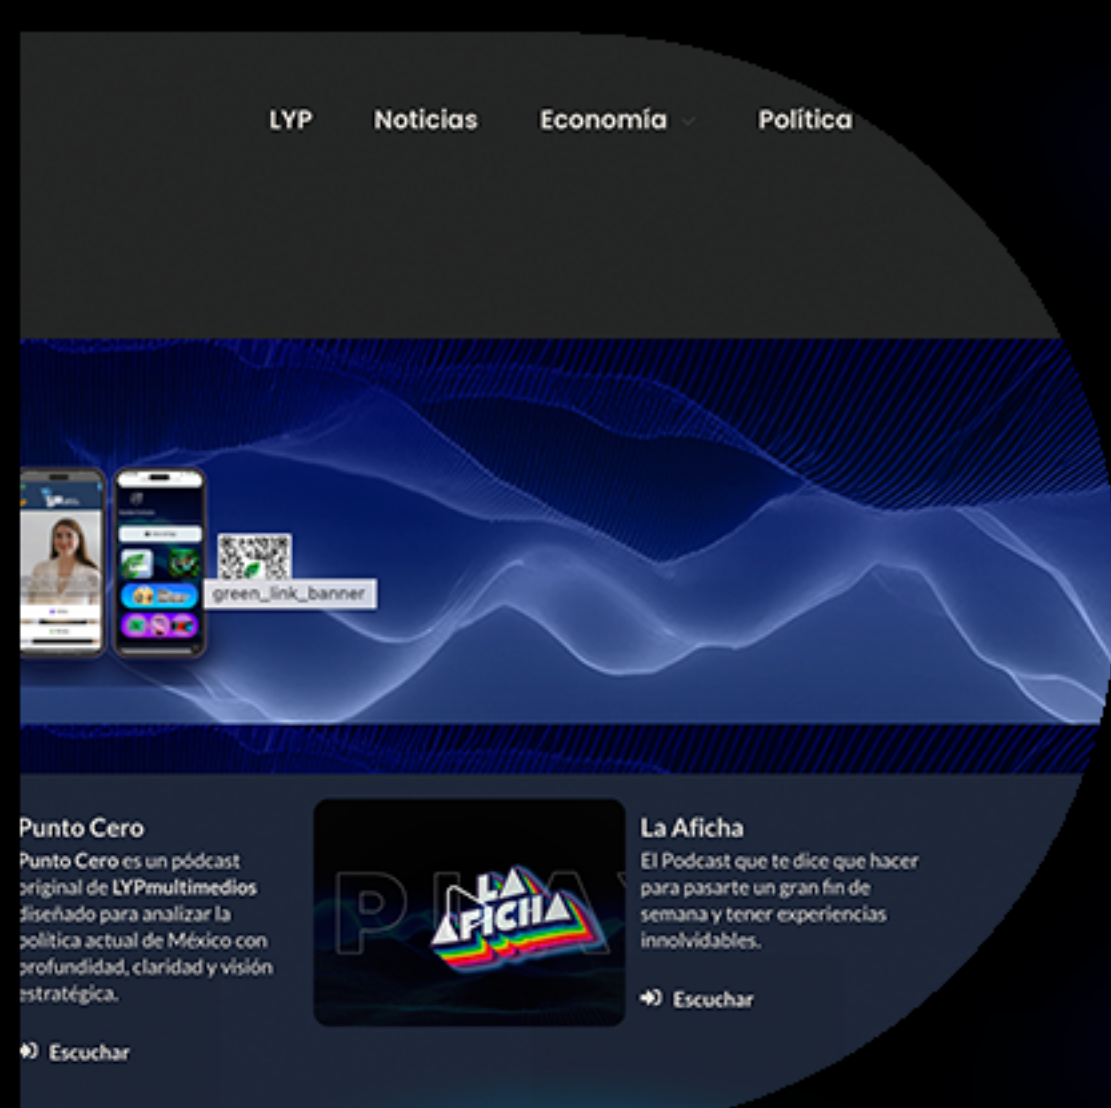 LYP Noticias Economía Política
green_link_banner
Punto Cero
Punto Cero es un pódcast
original de LYPmultimedios
diseñado para analizar la
política actual de México con
profundidad, claridad y visión
estratégica.
Escuchar
PLAY
LA
AFICHA
La Aficha
El Podcast que te dice que hacer
para pasarte un gran fin de
semana y tener experiencias
innolvidables.
Escuchar